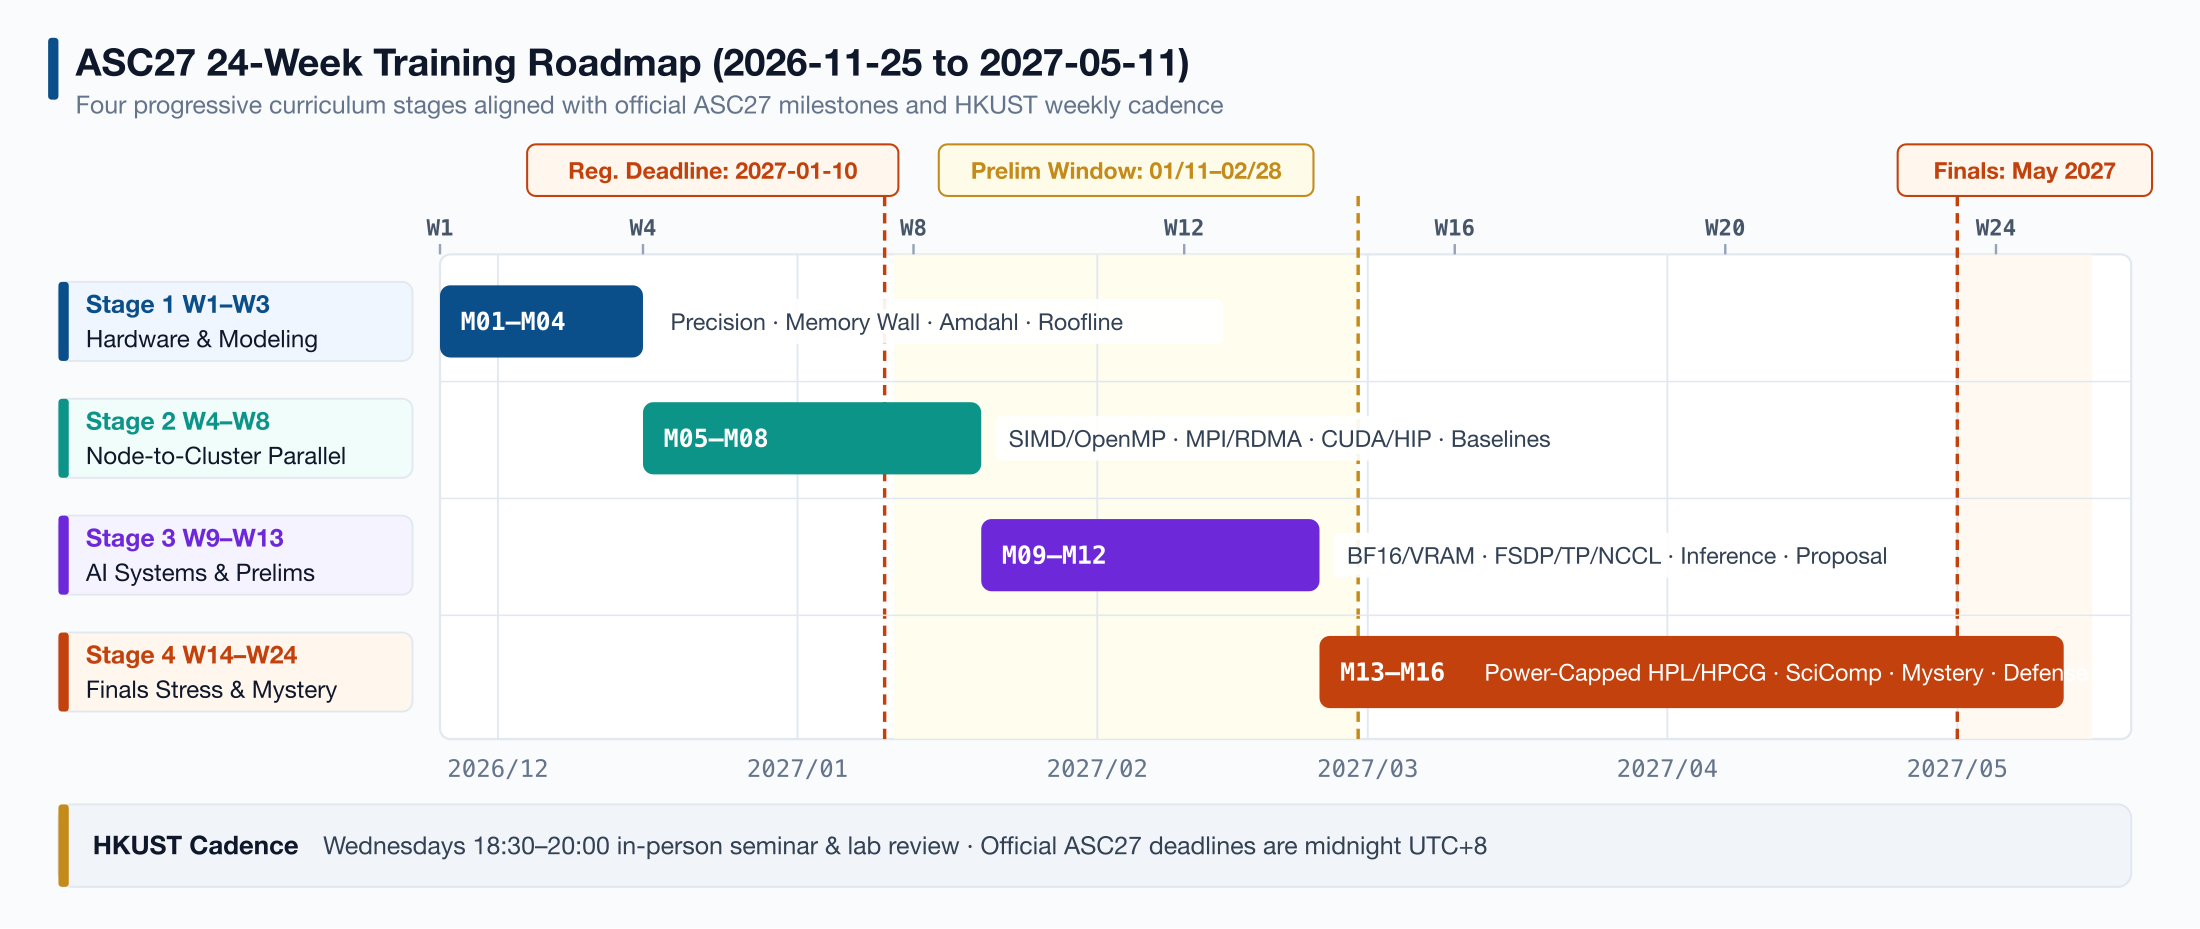 ASC27 24-Week Training Roadmap (2026-11-25 to 2027-05-11)
Four progressive curriculum stages aligned with official ASC27 milestones and HKUST weekly cadence
Reg. Deadline: 2027-01-10
Prelim Window: 01/11–02/28
Finals: May 2027
W1
W4
W8
W12
W16
W20
W24
Stage 1 W1–W3
Hardware & Modeling
M01–M04
Precision · Memory Wall · Amdahl · Roofline
Stage 2 W4–W8
Node-to-Cluster Parallel
M05–M08
SIMD/OpenMP · MPI/RDMA · CUDA/HIP · Baselines
Stage 3 W9–W13
AI Systems & Prelims
M09–M12
BF16/VRAM · FSDP/TP/NCCL · Inference · Proposal
Stage 4 W14–W24
Finals Stress & Mystery
M13–M16
Power-Capped HPL/HPCG · SciComp · Mystery · Defense
2026/12
2027/01
2027/02
2027/03
2027/04
2027/05
HKUST Cadence
Wednesdays 18:30–20:00 in-person seminar & lab review · Official ASC27 deadlines are midnight UTC+8